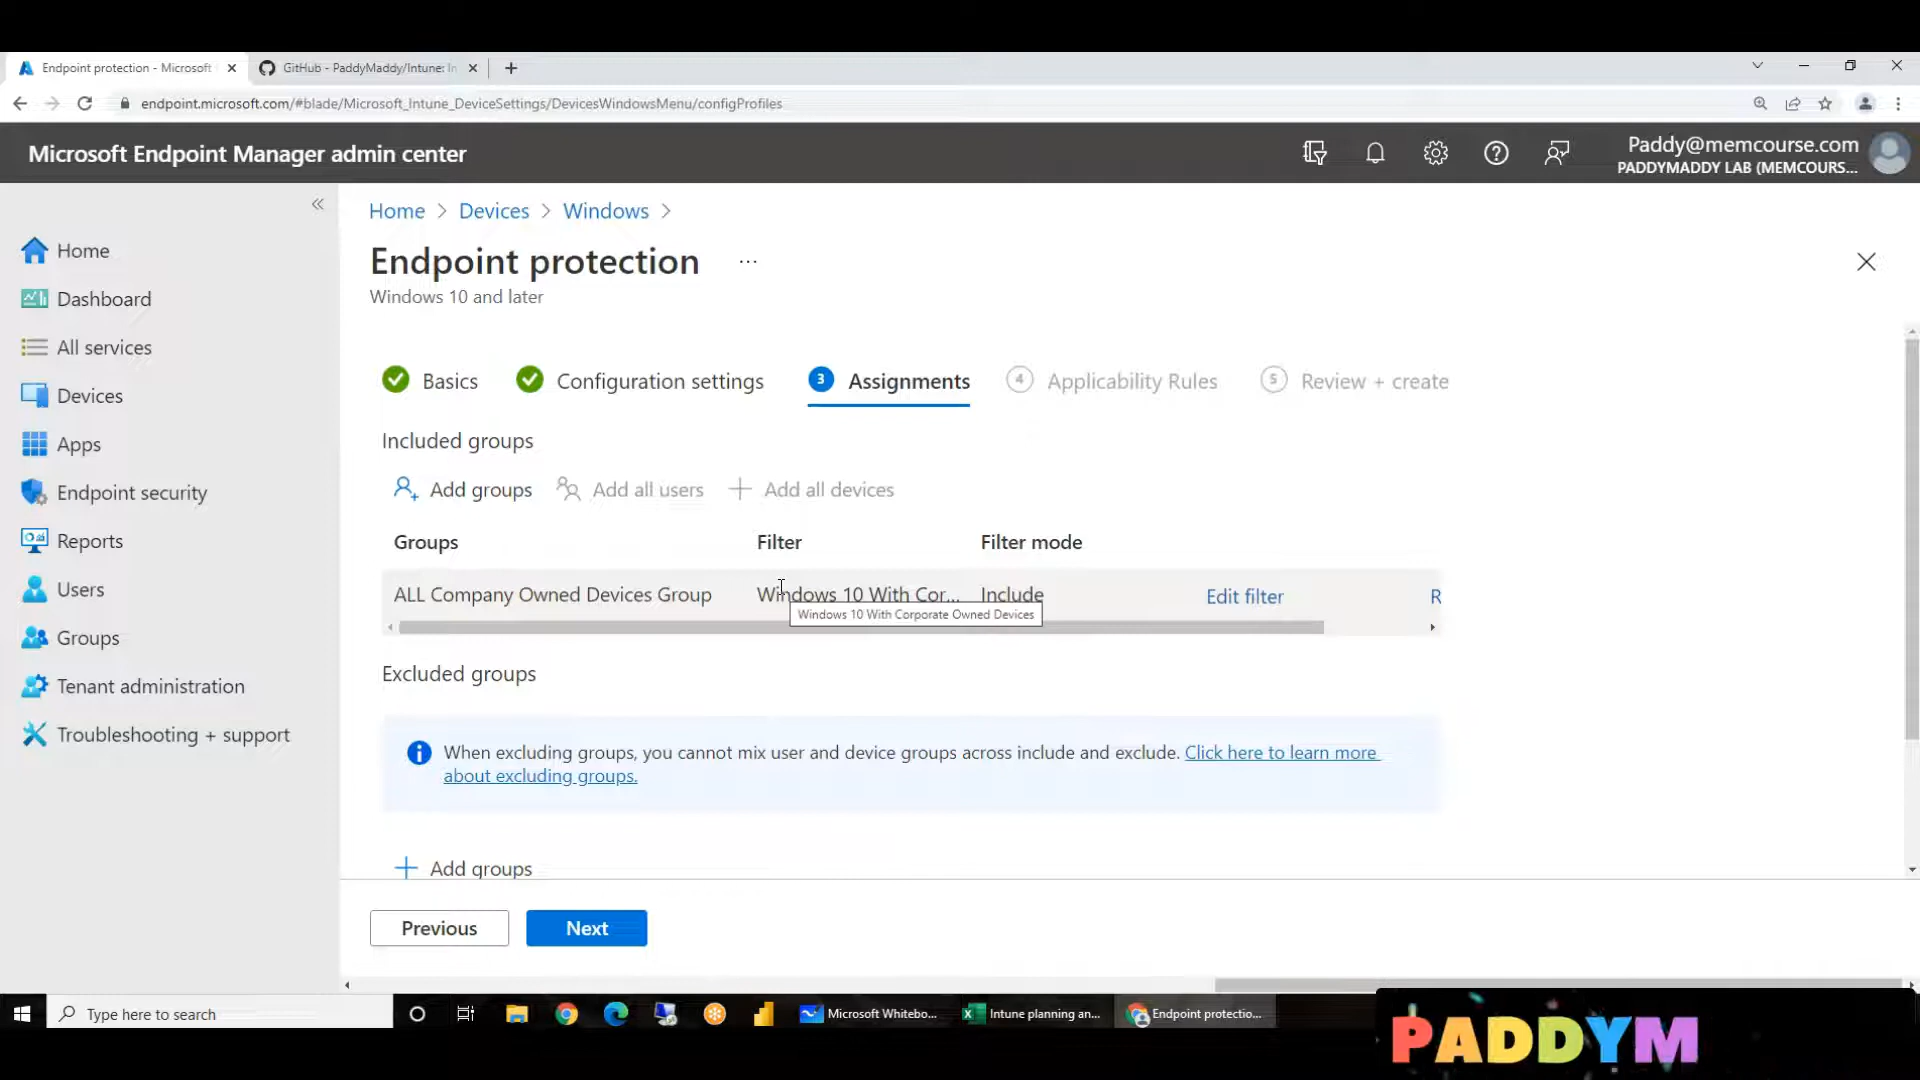 Endpoint protection - Microsoft
GitHub - PaddyMaddy/Intune: In
endpoint.microsoft.com/#blade/Microsoft_Intune_DeviceSettings/DevicesWindowsMenu/configProfiles
Microsoft Endpoint Manager admin center
Paddy@memcourse.com
PADDYMADDY LAB (MEMCOURS...
Home
Dashboard
All services
Devices
Apps
Endpoint security
Reports
Users
Groups
Tenant administration
Troubleshooting + support
Home > Devices > Windows >
Endpoint protection ...
Windows 10 and later
Basics
Configuration settings
3 Assignments
4 Applicability Rules
5 Review + create
Included groups
Add groups
Add all users
Add all devices
Groups Filter Filter mode
ALL Company Owned Devices Group Windows 10 With Cor... Include Edit filter R
Windows 10 With Corporate Owned Devices
Excluded groups
When excluding groups, you cannot mix user and device groups across include and exclude. Click here to learn more
about excluding groups.
Add groups
Previous
Next
Type here to search
Microsoft Whitebo...
Intune planning an...
Endpoint protectio...
PADDYM